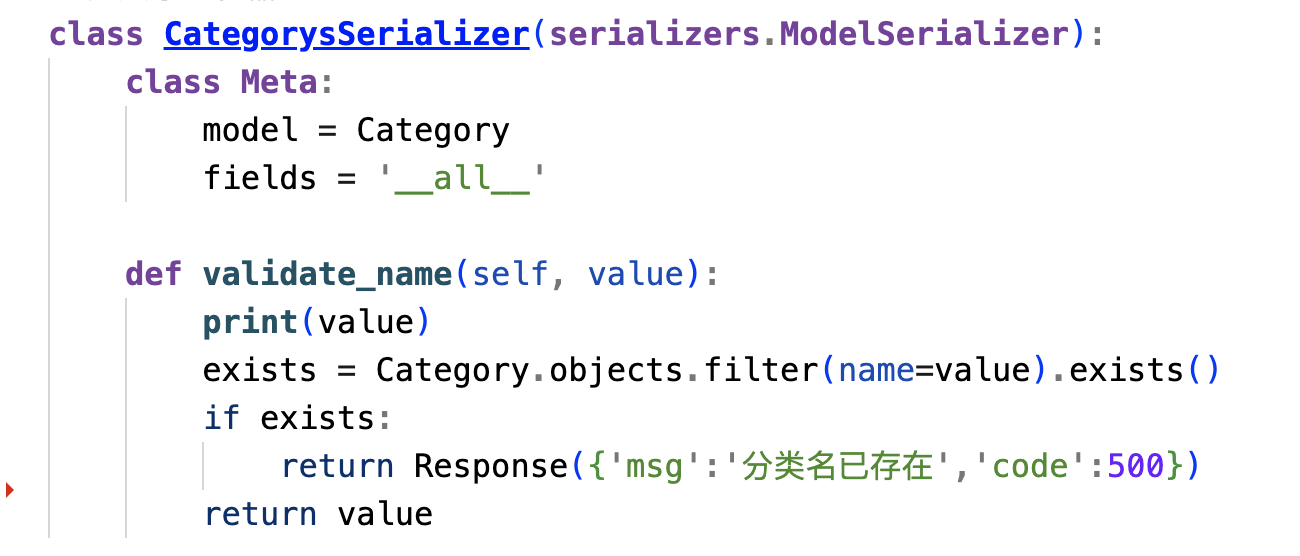 class CategorysSerializer(serializers.ModelSerializer):
    class Meta:
        model = Category
        fields = '__all__'

    def validate_name(self, value):
        print(value)
        exists = Category.objects.filter(name=value).exists()
        if exists:
            return Response({'msg':'分类名已存在','code':500})
        return value